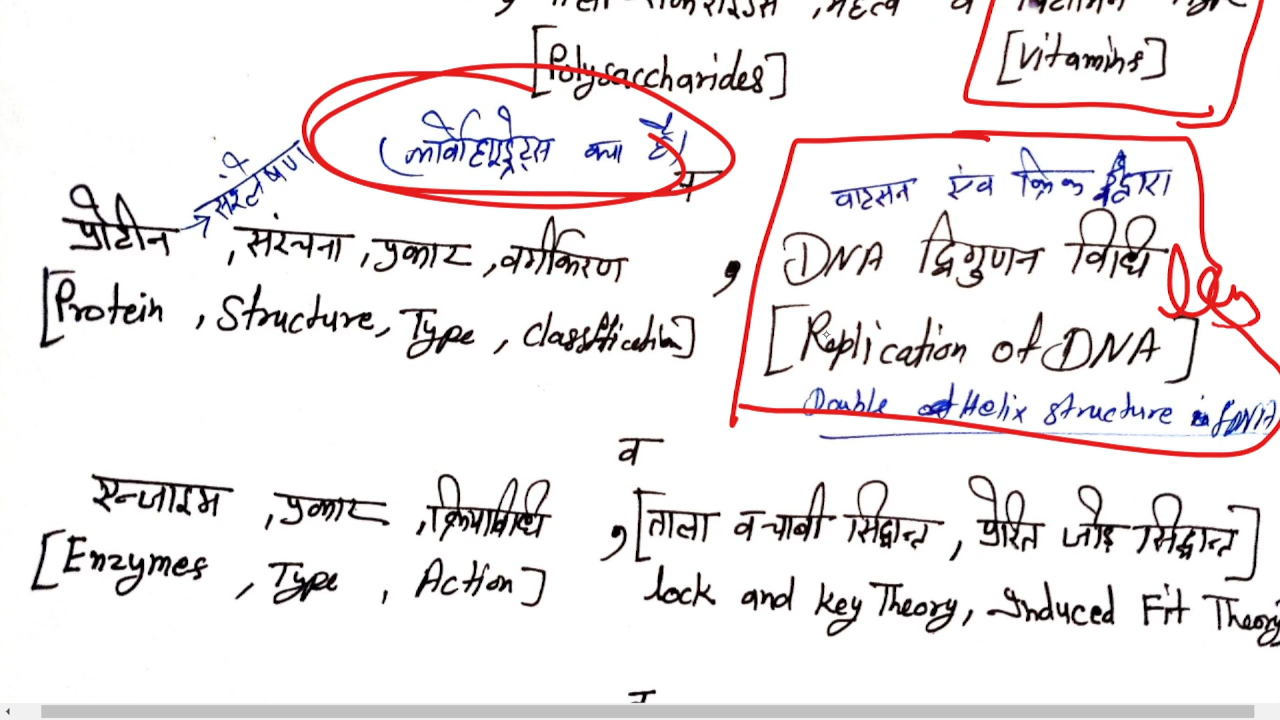 , महत्व व
[Polysaccharides]
[Vitamins]
(कार्बोहाइड्रेट्स क्या है)
व
संश्लेषण
वाटसन एंव क्रिक द्वारा
प्रोटीन , संरचना , प्रकार , वर्गीकरण , DNA द्विगुणन विधि
[Protein , Structure, Type , Classification] [Replication of DNA]
Double Helix structure of DNA
व
एन्जाइम , प्रकार , क्रियाविधि , [ताला व चाबी सिद्धान्त , प्रेरित जोड़ सिद्धान्त]
[Enzymes , Type , Action] lock and key Theory, Induced Fit Theory